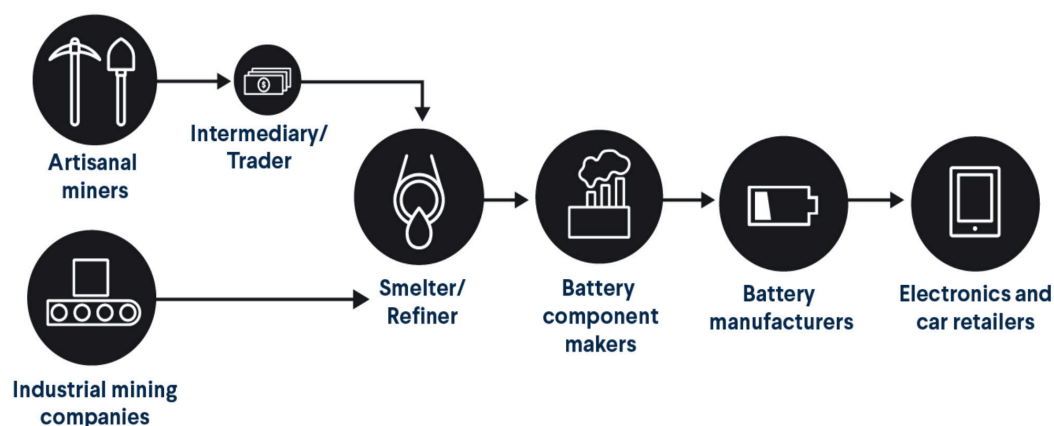 Artisanal
miners
Intermediary/
Trader
$
Industrial mining
companies
Smelter/
Refiner
Battery
component
makers
Battery
manufacturers
Electronics and
car retailers